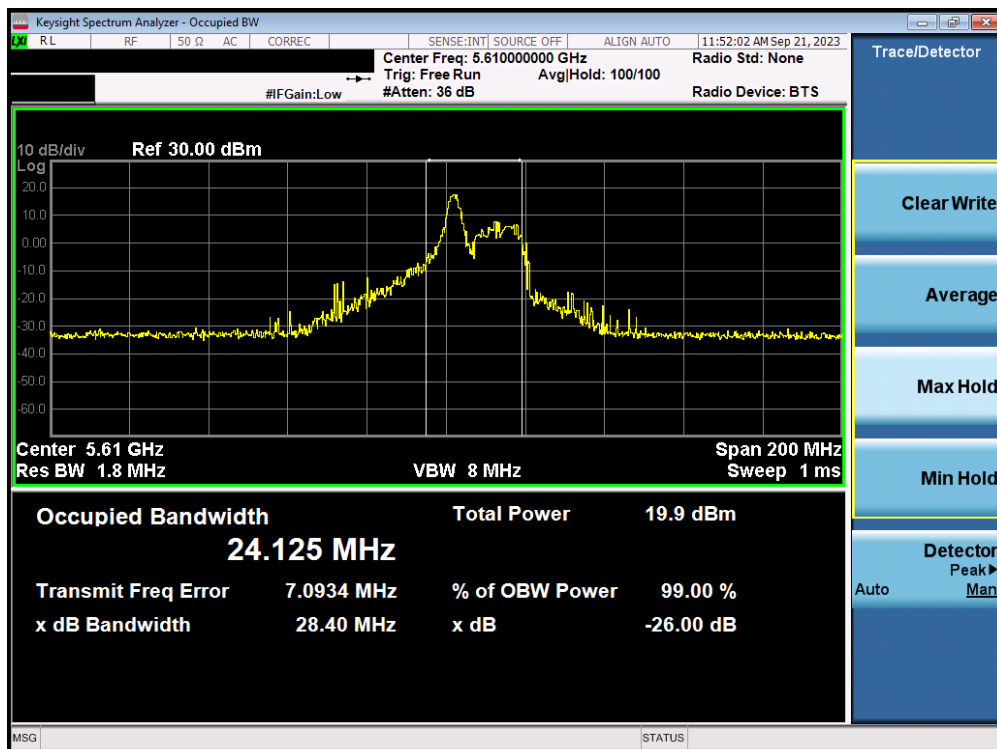 Keysight Spectrum Analyzer - Occupied BW
LXI RL RF 50 Ω AC CORREC SENSE:INT SOURCE OFF ALIGN AUTO 11:52:02 AM Sep 21, 2023
Center Freq: 5.610000000 GHz Radio Std: None
Trig: Free Run Avg|Hold: 100/100
#IFGain:Low #Atten: 36 dB Radio Device: BTS
Trace/Detector
10 dB/div Ref 30.00 dBm
Log
20.0
10.0
0.00
-10.0
-20.0
-30.0
-40.0
-50.0
-60.0
Center 5.61 GHz Span 200 MHz
Res BW 1.8 MHz VBW 8 MHz Sweep 1 ms
Occupied Bandwidth Total Power 19.9 dBm
24.125 MHz
Transmit Freq Error 7.0934 MHz % of OBW Power 99.00 %
x dB Bandwidth 28.40 MHz x dB -26.00 dB
Clear Write
Average
Max Hold
Min Hold
Detector
Peak▶
Auto Man
MSG STATUS